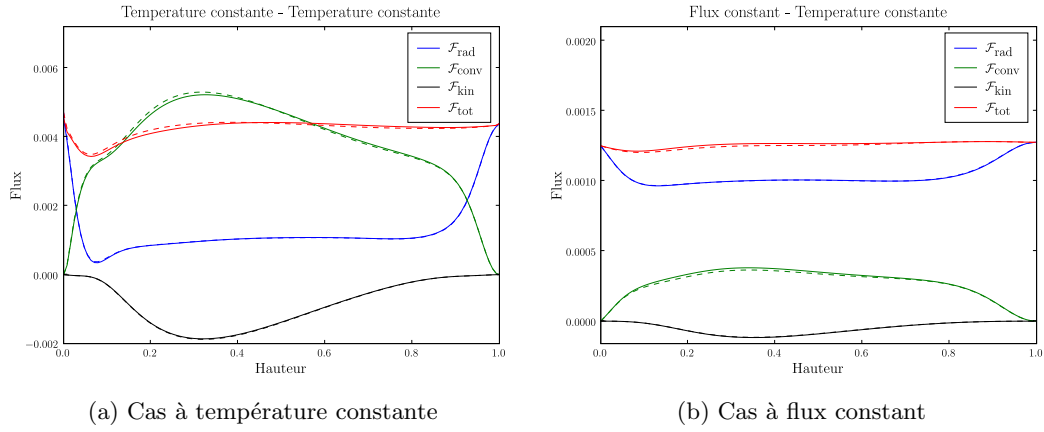 Temperature constante - Temperature constante
Flux
0.006
0.004
0.002
0.000
−0.002
0.0
0.2
0.4
0.6
0.8
1.0
Hauteur
ℱrad
ℱconv
ℱkin
ℱtot
(a) Cas à température constante
Flux constant - Temperature constante
Flux
0.0020
0.0015
0.0010
0.0005
0.0000
0.0
0.2
0.4
0.6
0.8
1.0
Hauteur
ℱrad
ℱconv
ℱkin
ℱtot
(b) Cas à flux constant